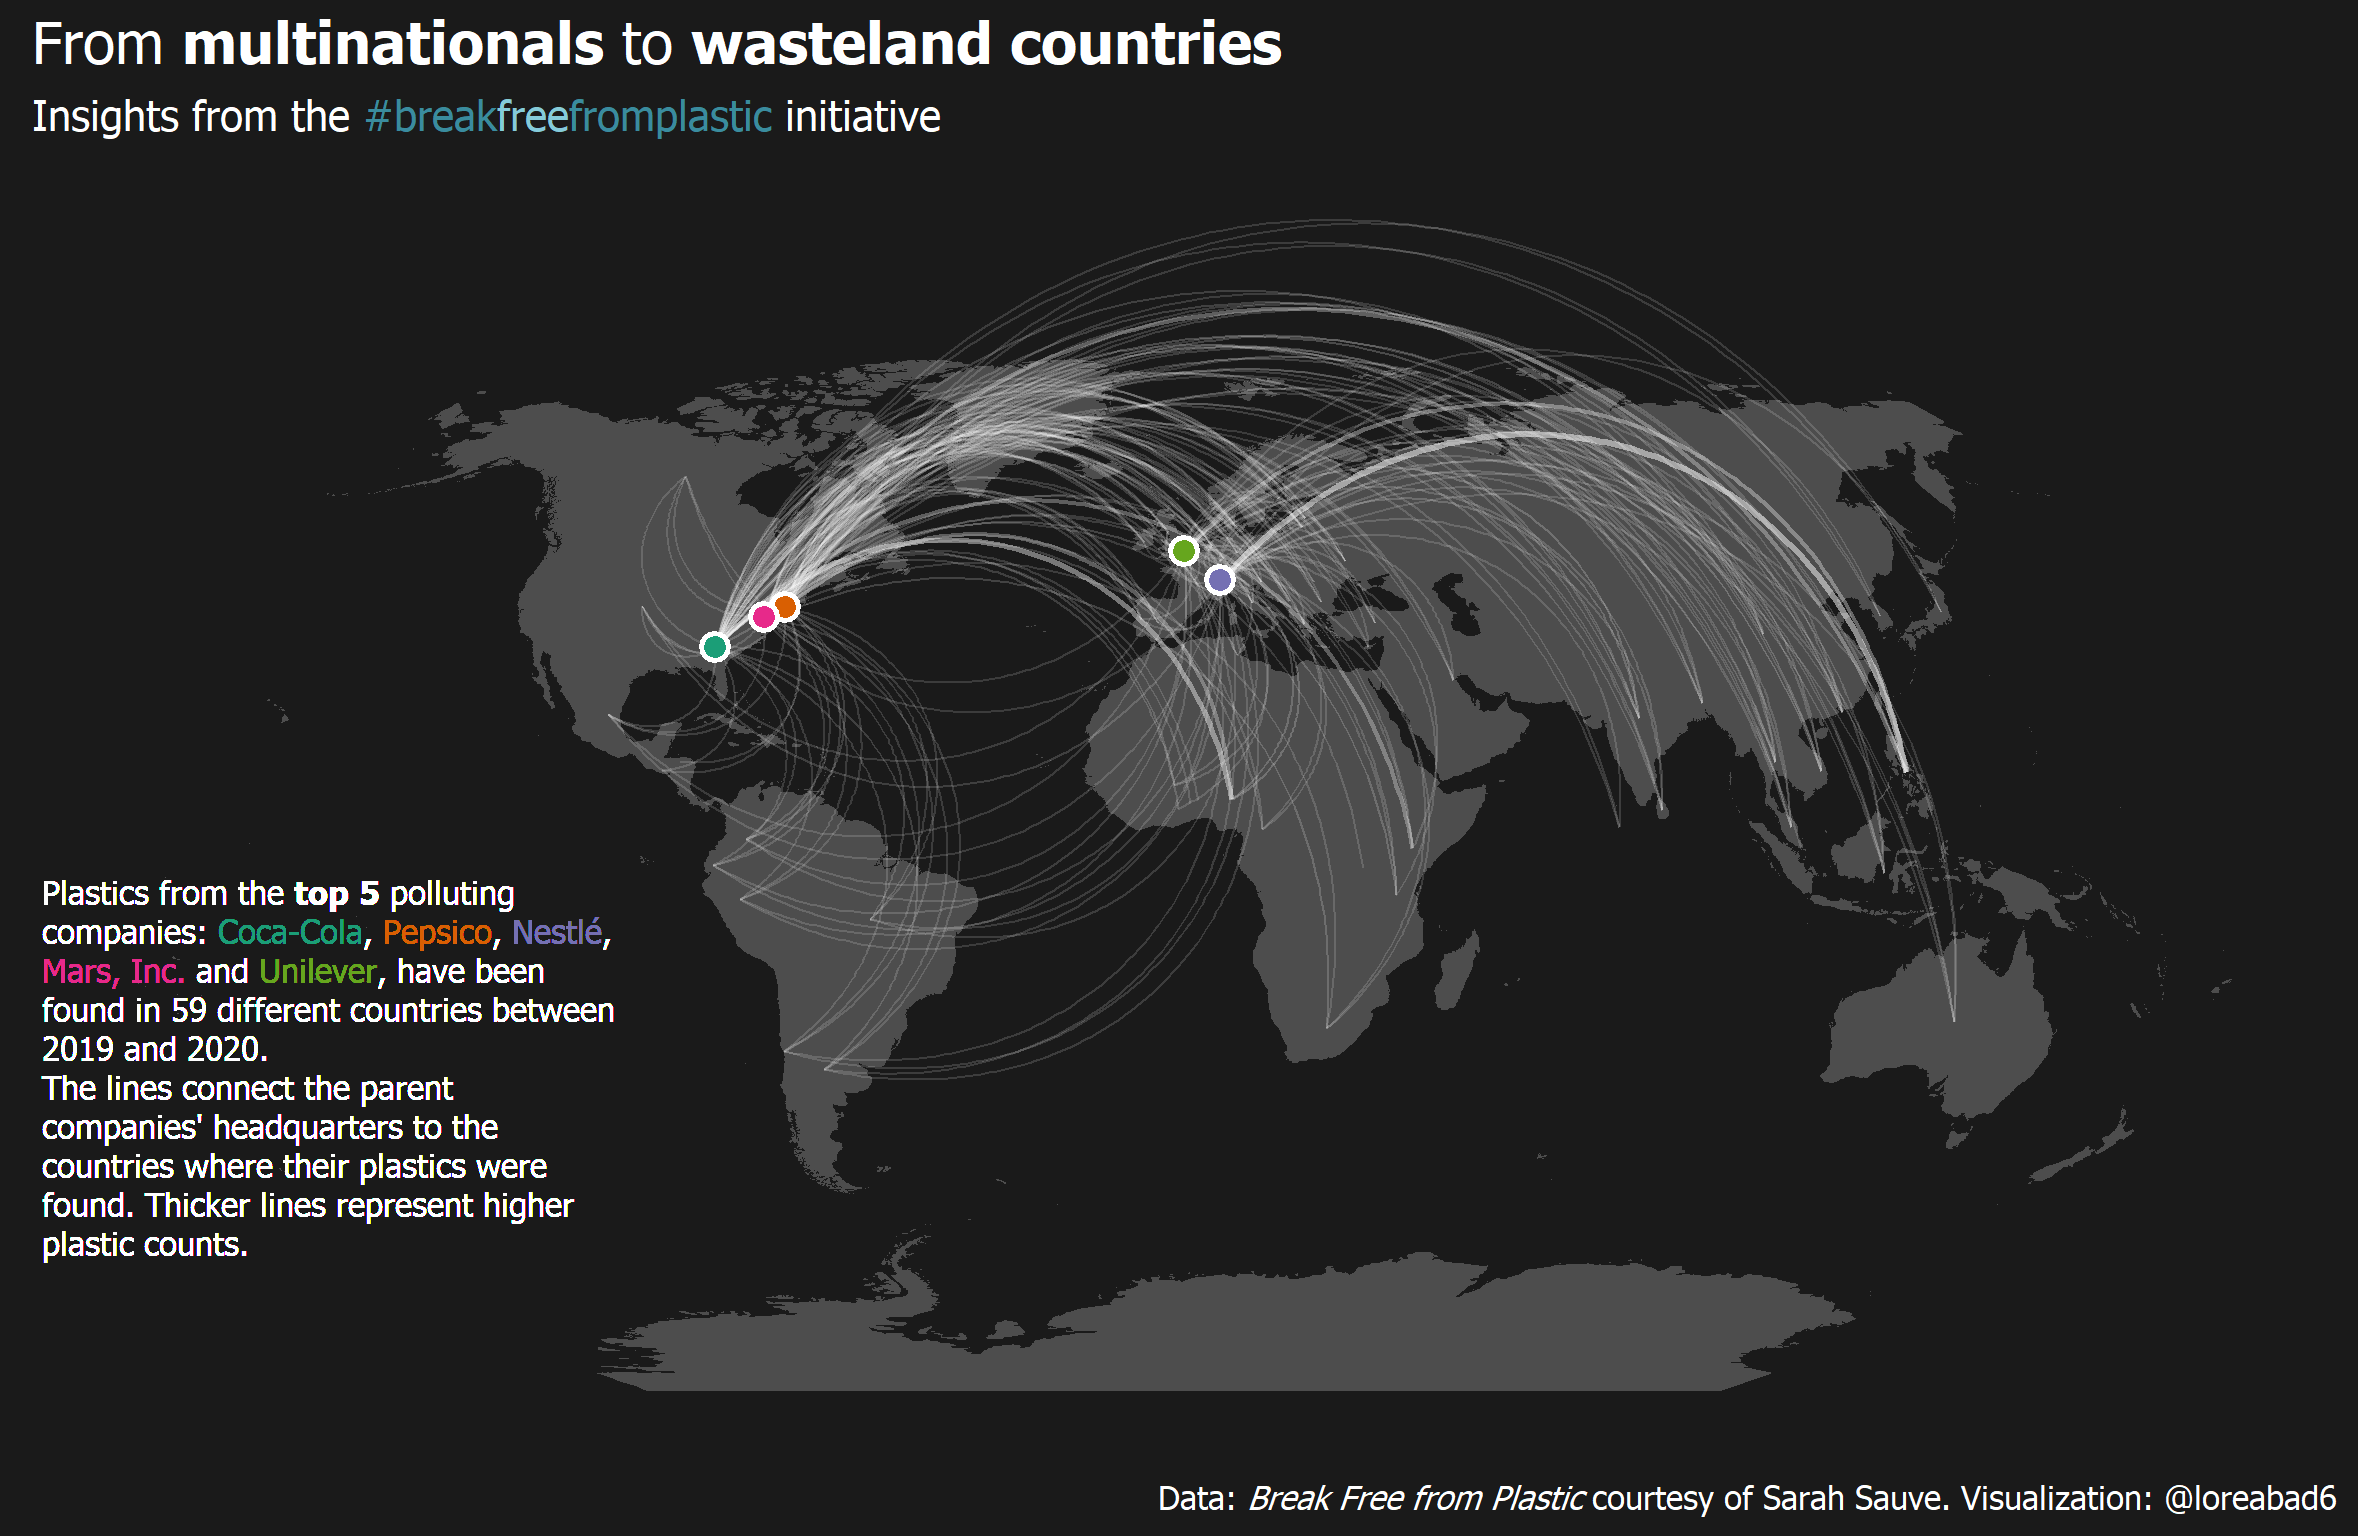 From multinationals to wasteland countries
Insights from the #breakfreefromplastic initiative
Plastics from the top 5 polluting
companies: Coca-Cola, Pepsico, Nestlé,
Mars, Inc. and Unilever, have been
found in 59 different countries between
2019 and 2020.
The lines connect the parent
companies' headquarters to the
countries where their plastics were
found. Thicker lines represent higher
plastic counts.
Data: Break Free from Plastic courtesy of Sarah Sauve. Visualization: @loreabad6